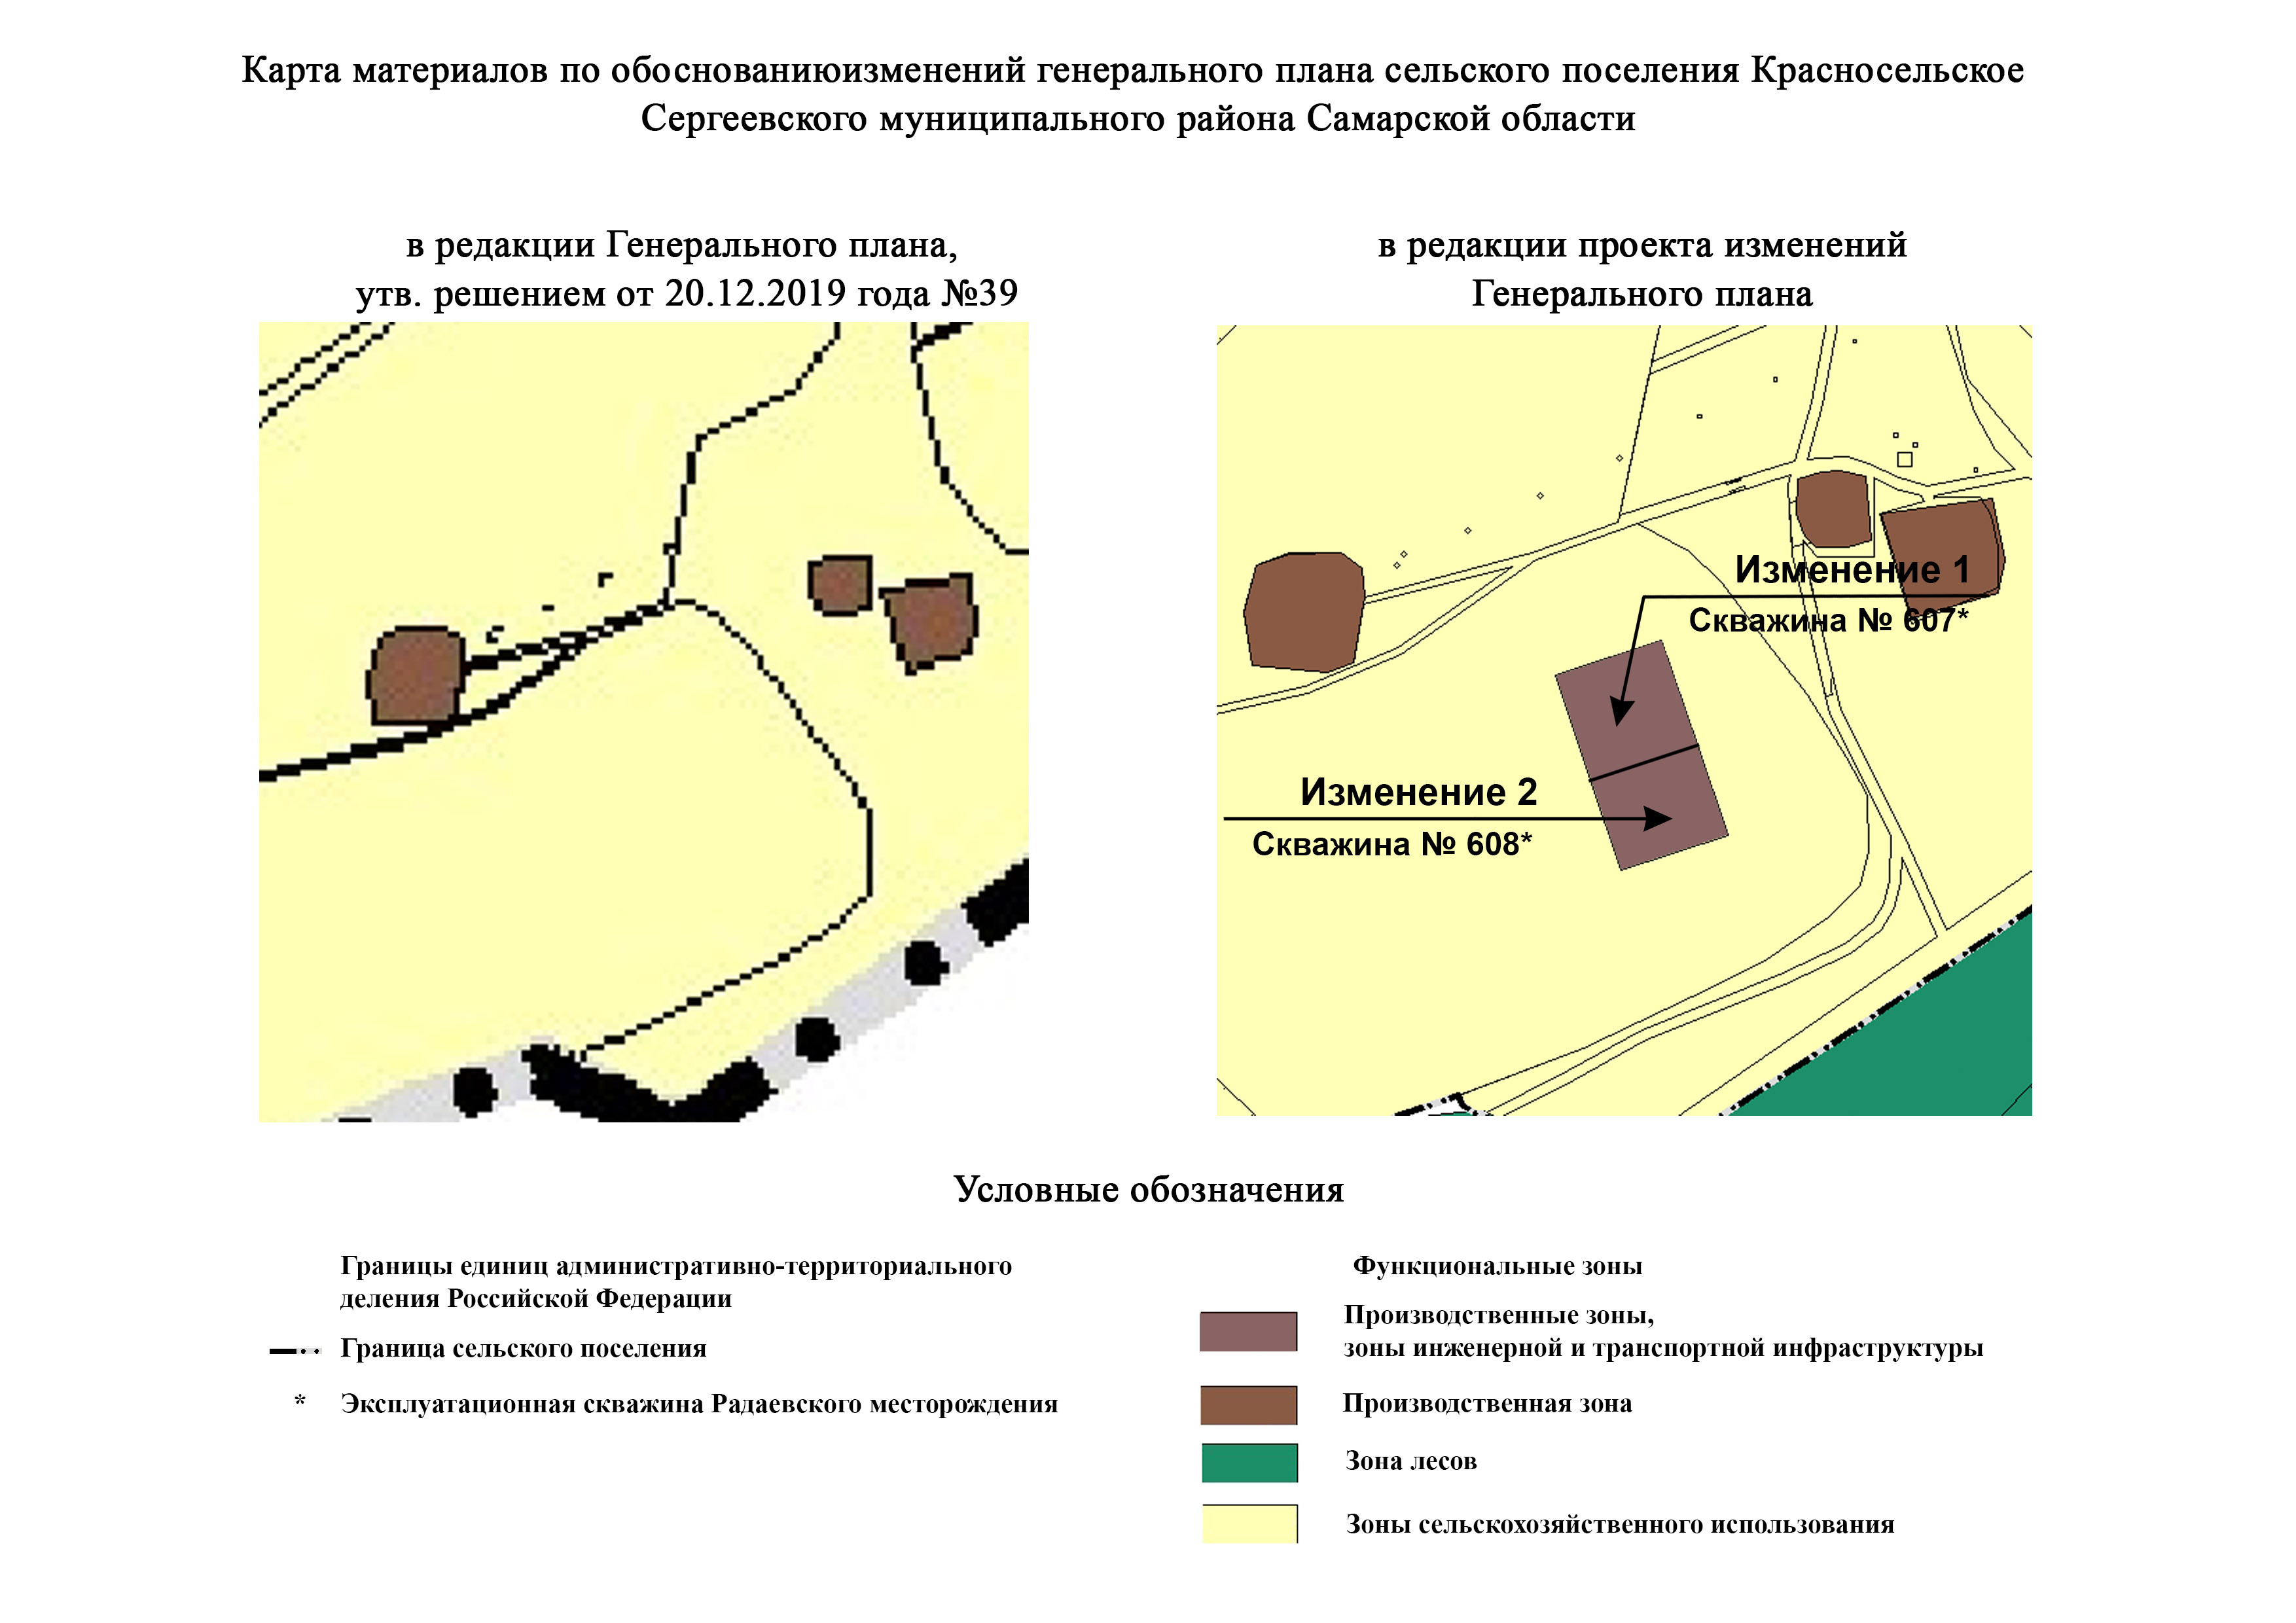 Карта материалов по обоснованиюизменений генерального плана сельского поселения Красносельское
Сергеевского муниципального района Самарской области
в редакции Генерального плана,
утв. решением от 20.12.2019 года №39
в редакции проекта изменений
Генерального плана
Изменение 1
Скважина № 607*
Изменение 2
Скважина № 608*
Условные обозначения
Границы единиц административно-территориального
деления Российской Федерации
Граница сельского поселения
* Эксплуатационная скважина Радаевского месторождения
Функциональные зоны
Производственные зоны,
зоны инженерной и транспортной инфраструктуры
Производственная зона
Зона лесов
Зоны сельскохозяйственного использования